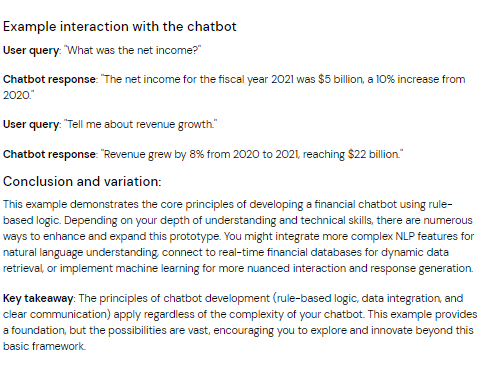 Example interaction with the chatbot
User query: "What was the net income?"
Chatbot response: "The net income for the fiscal year 2021 was $5 billion, a 10% increase from
2020."
User query: "Tell me about revenue growth."
Chatbot response: "Revenue grew by 8% from 2020 to 2021, reaching $22 billion."
Conclusion and variation:
This example demonstrates the core principles of developing a financial chatbot using rule-
based logic. Depending on your depth of understanding and technical skills, there are numerous
ways to enhance and expand this prototype. You might integrate more complex NLP features for
natural language understanding, connect to real-time financial databases for dynamic data
retrieval, or implement machine learning for more nuanced interaction and response generation.
Key takeaway: The principles of chatbot development (rule-based logic, data integration, and
clear communication) apply regardless of the complexity of your chatbot. This example provides
a foundation, but the possibilities are vast, encouraging you to explore and innovate beyond this
basic framework.